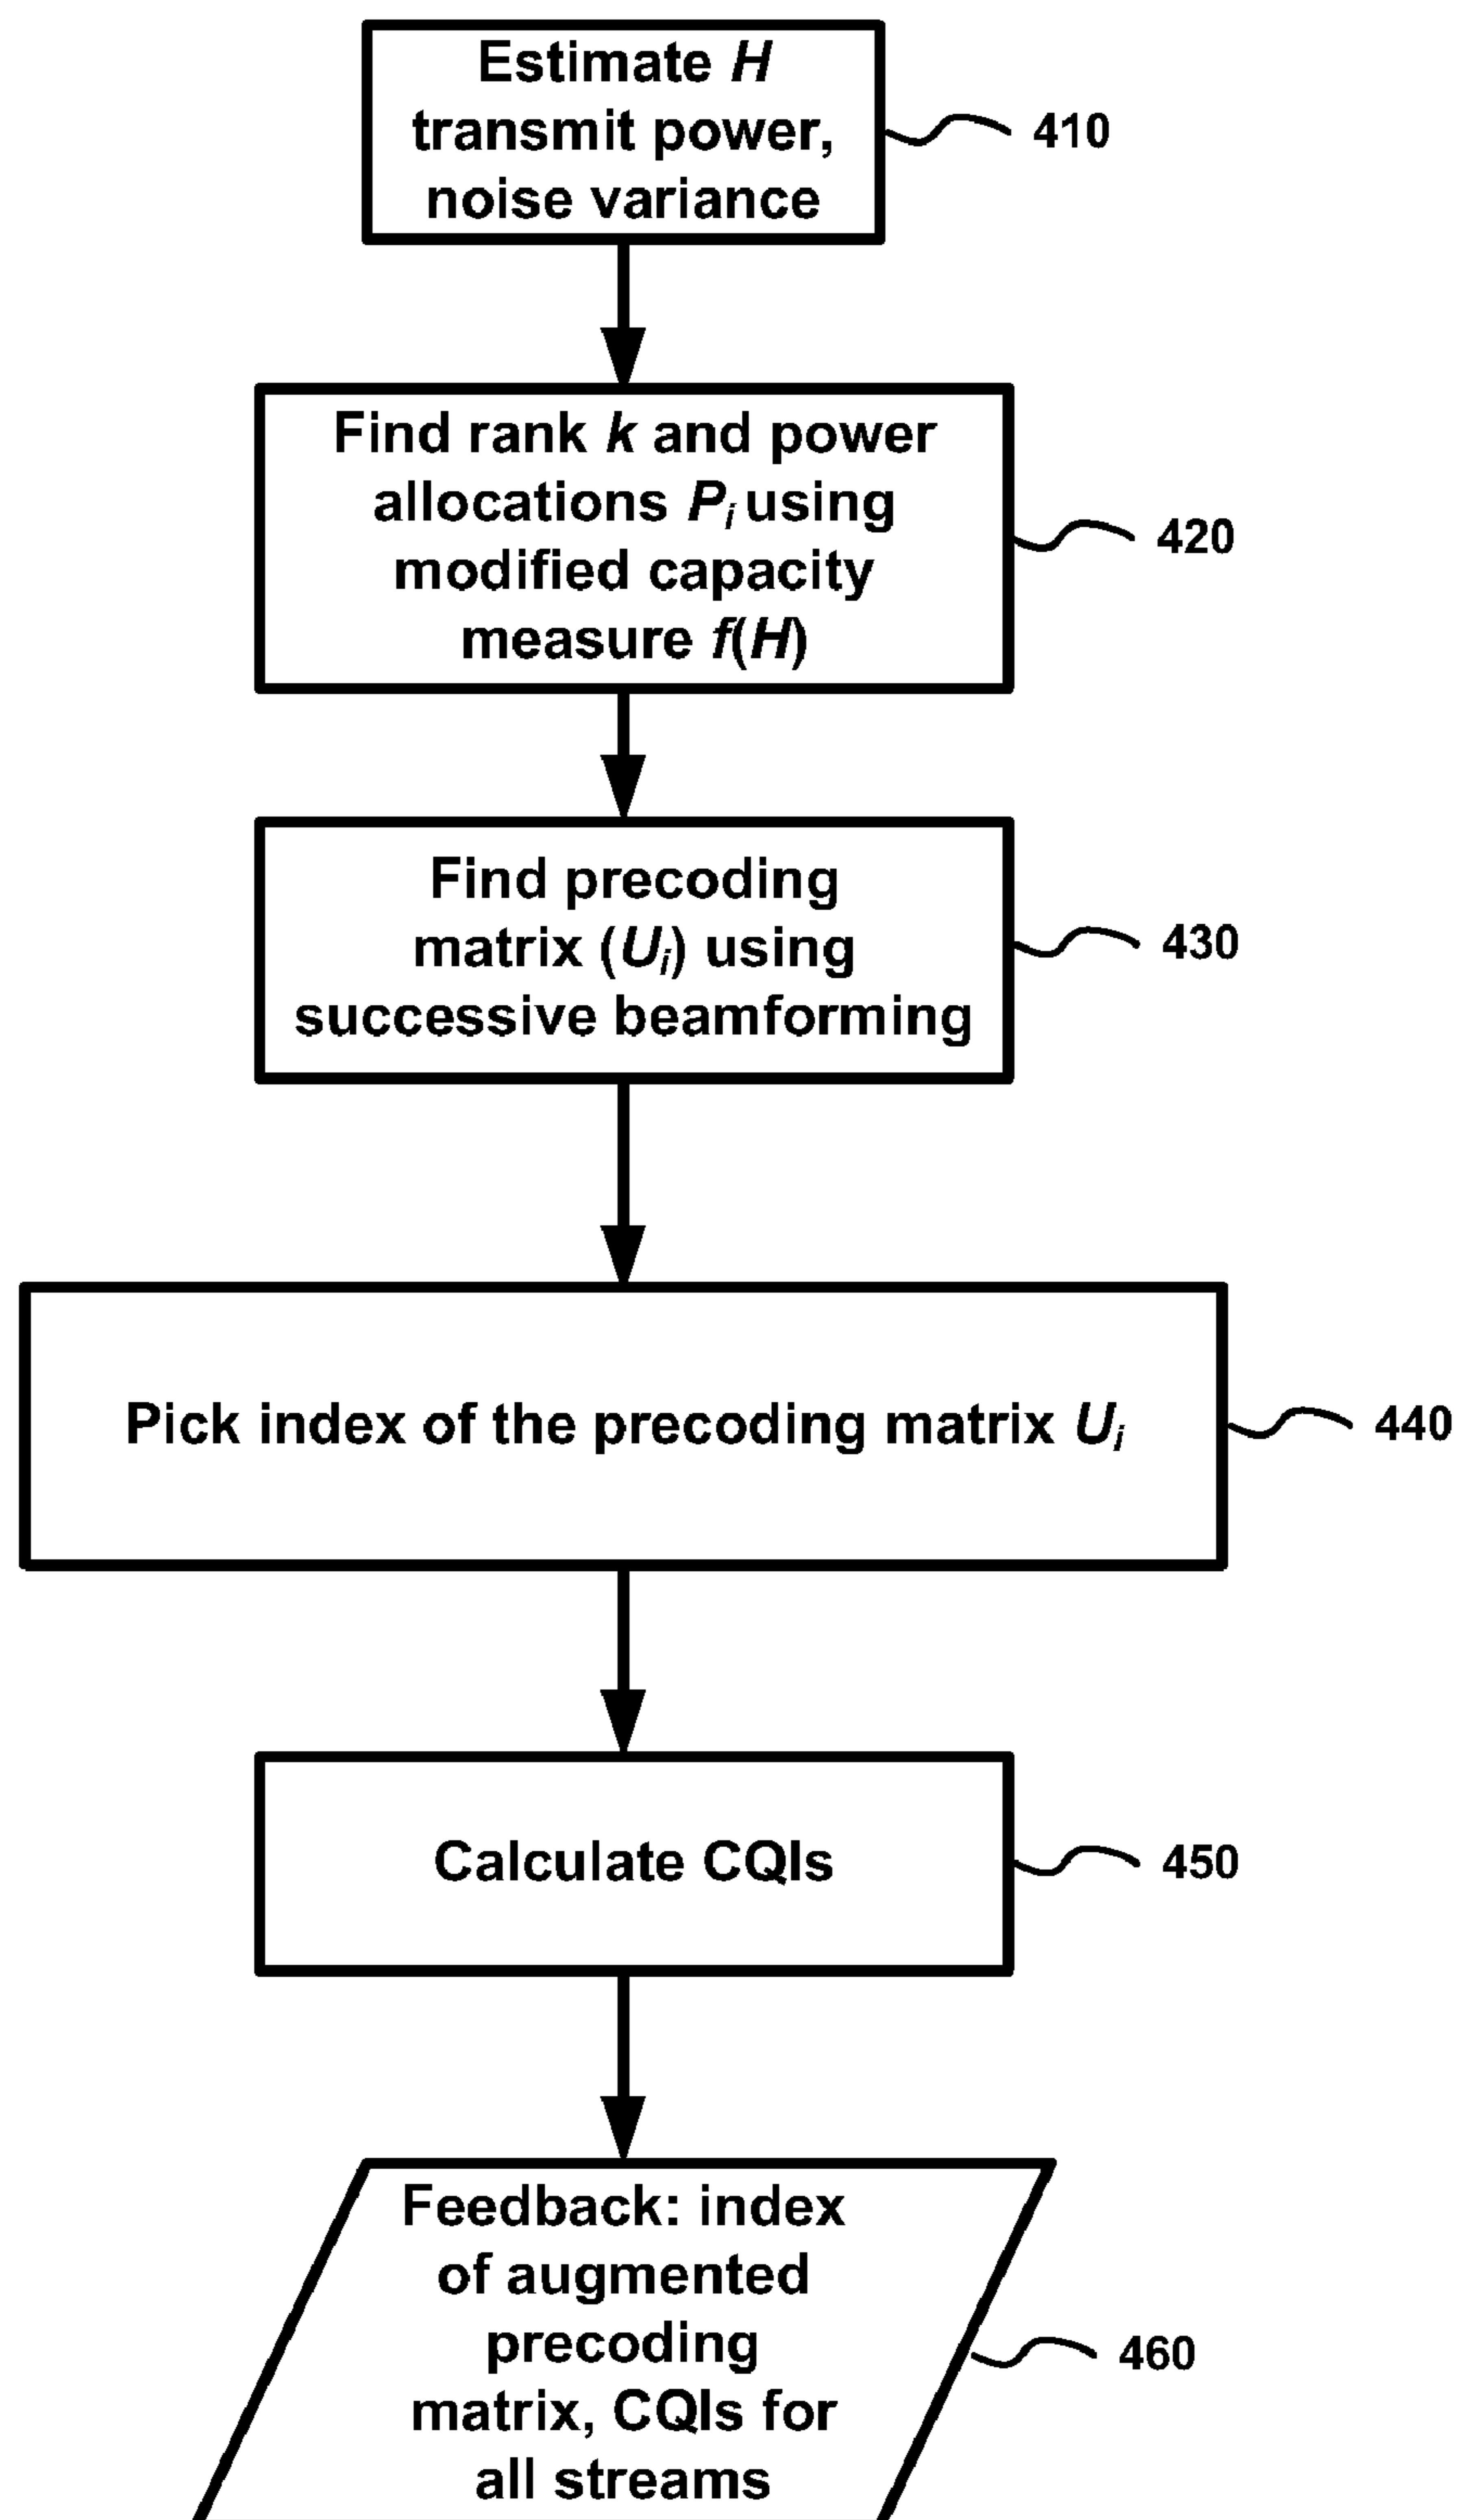 Estimate H
transmit power,
noise variance
410
Find rank k and power
allocations Pi using
modified capacity
measure f(H)
420
Find precoding
matrix (Ui) using
successive beamforming
430
Pick index of the precoding matrix Ui
440
Calculate CQIs
450
Feedback: index
of augmented
precoding
matrix, CQIs for
all streams
460